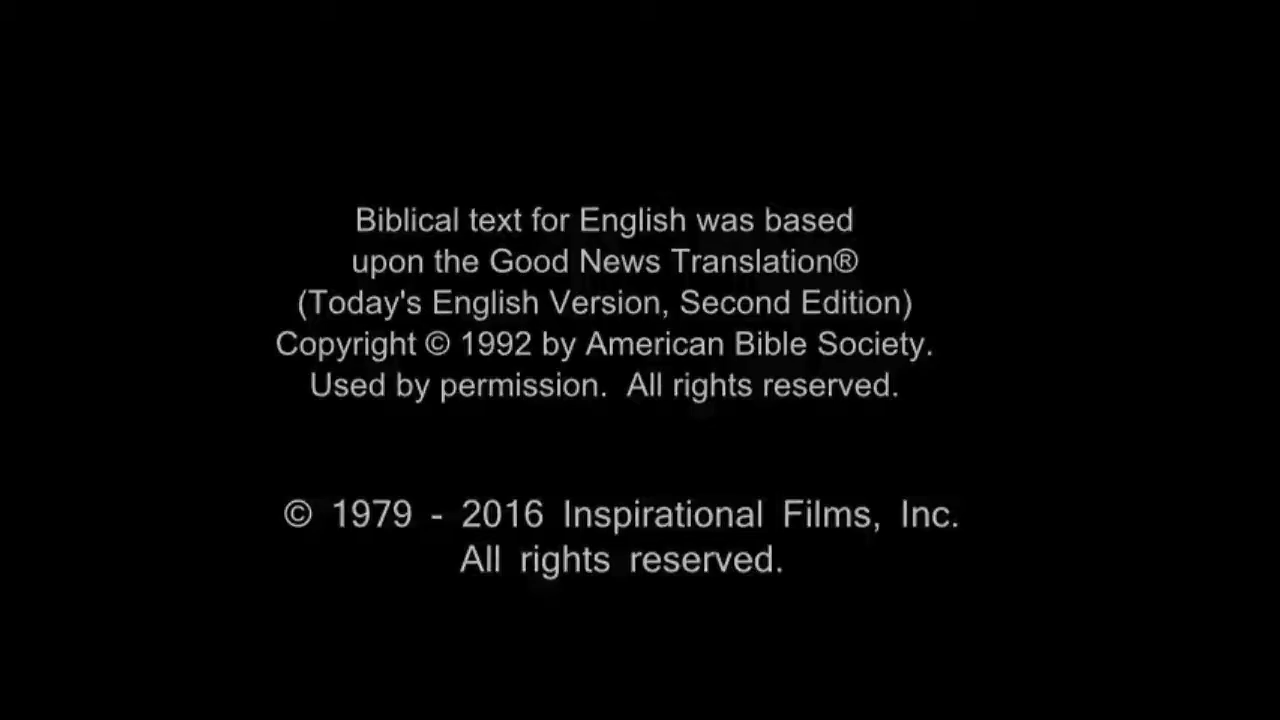 Biblical text for English was based
upon the Good News Translation®
(Today's English Version, Second Edition)
Copyright © 1992 by American Bible Society.
Used by permission.  All rights reserved.
© 1979 - 2016 Inspirational Films, Inc.
All rights reserved.